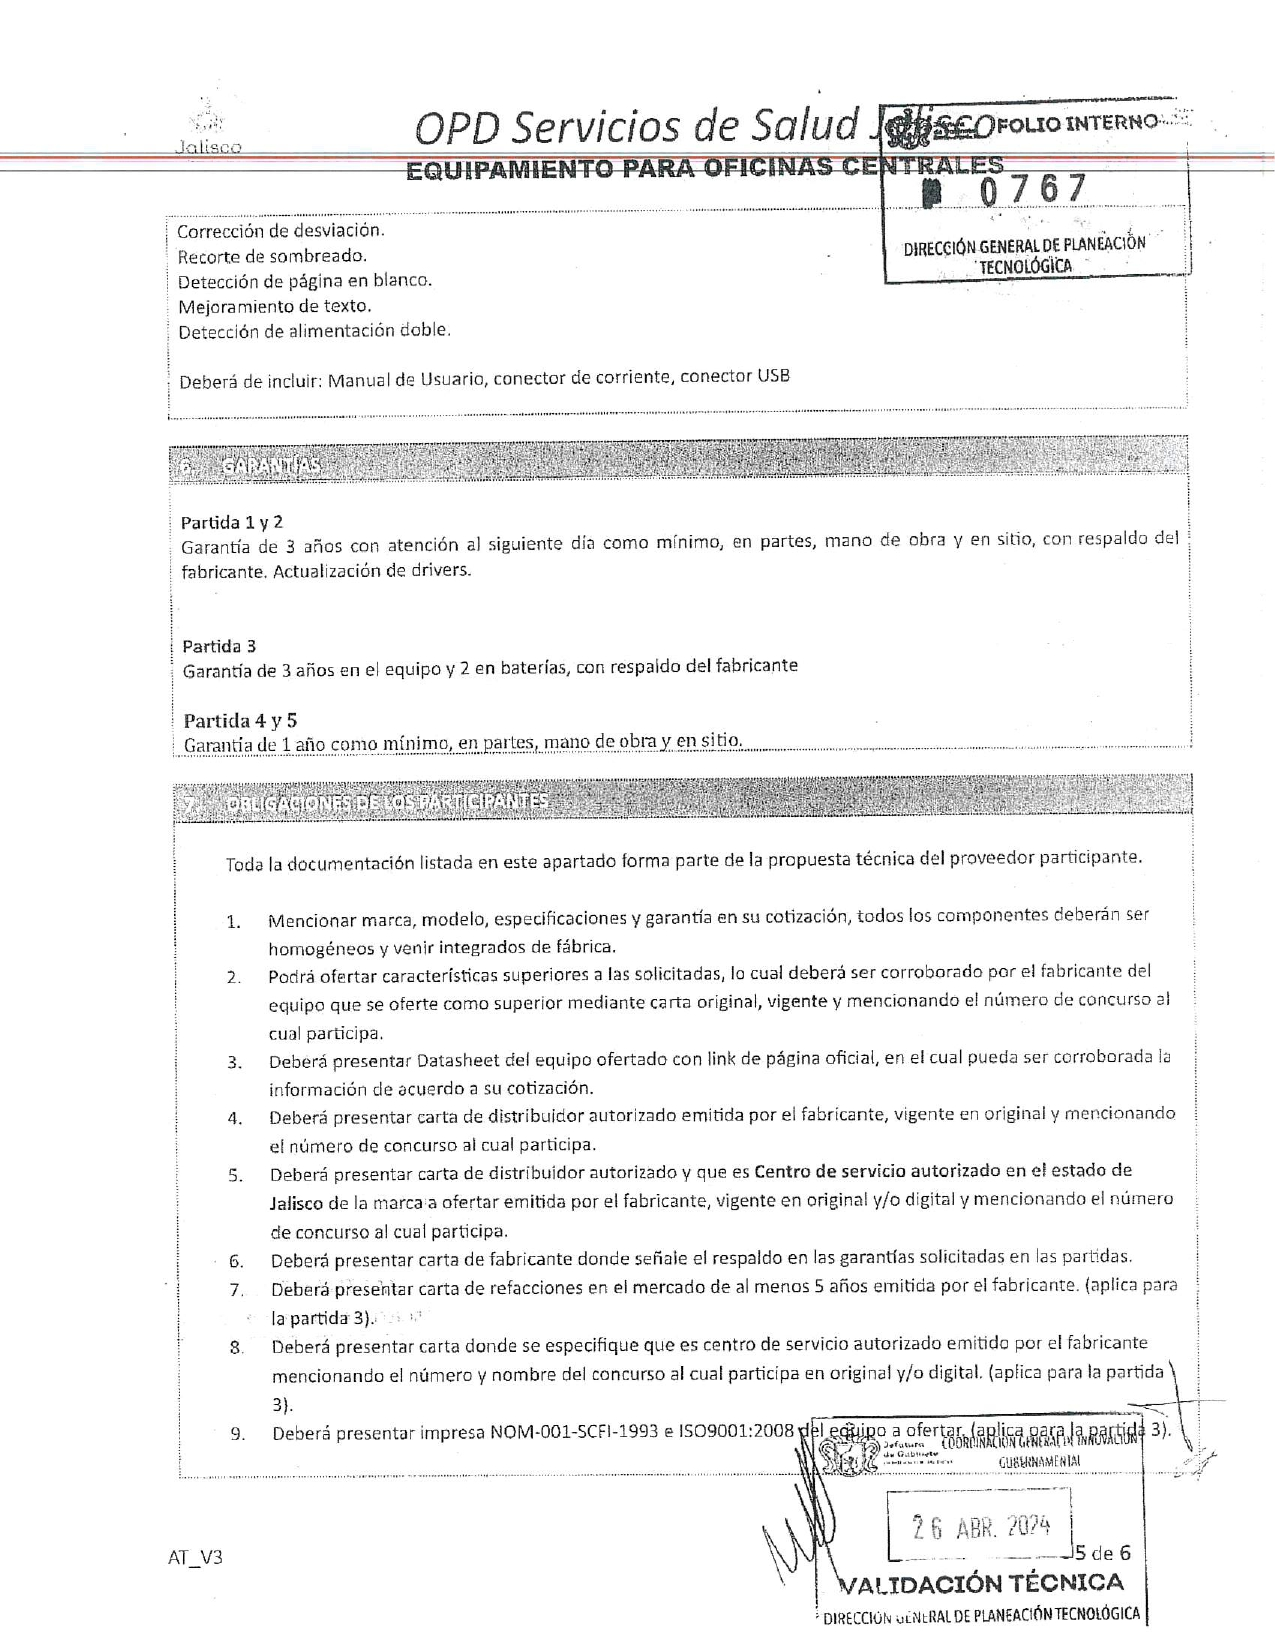 Jalisco
OPD Servicios de Salud Jalisco
EQUIPAMIENTO PARA OFICINAS CENTRALES
FOLIO INTERNO
0767
DIRECCIÓN GENERAL DE PLANEACIÓN
TECNOLÓGICA
Corrección de desviación.
Recorte de sombreado.
Detección de página en blanco.
Mejoramiento de texto.
Detección de alimentación doble.
Deberá de incluir: Manual de Usuario, conector de corriente, conector USB
6. GARANTÍAS
Partida 1 y 2
Garantía de 3 años con atención al siguiente día como mínimo, en partes, mano de obra y en sitio, con respaldo del
fabricante. Actualización de drivers.
Partida 3
Garantía de 3 años en el equipo y 2 en baterías, con respaldo del fabricante
Partida 4 y 5
Garantía de 1 año como mínimo, en partes, mano de obra y en sitio.
7. OBLIGACIONES DE LOS PARTICIPANTES
Toda la documentación listada en este apartado forma parte de la propuesta técnica del proveedor participante.
1. Mencionar marca, modelo, especificaciones y garantía en su cotización, todos los componentes deberán ser
homogéneos y venir integrados de fábrica.
2. Podrá ofertar características superiores a las solicitadas, lo cual deberá ser corroborado por el fabricante del
equipo que se oferte como superior mediante carta original, vigente y mencionando el número de concurso al
cual participa.
3. Deberá presentar Datasheet del equipo ofertado con link de página oficial, en el cual pueda ser corroborada la
información de acuerdo a su cotización.
4. Deberá presentar carta de distribuidor autorizado emitida por el fabricante, vigente en original y mencionando
el número de concurso al cual participa.
5. Deberá presentar carta de distribuidor autorizado y que es Centro de servicio autorizado en el estado de
Jalisco de la marca a ofertar emitida por el fabricante, vigente en original y/o digital y mencionando el número
de concurso al cual participa.
6. Deberá presentar carta de fabricante donde señale el respaldo en las garantías solicitadas en las partidas.
7. Deberá presentar carta de refacciones en el mercado de al menos 5 años emitida por el fabricante. (aplica para
la partida 3).
8. Deberá presentar carta donde se especifique que es centro de servicio autorizado emitido por el fabricante
mencionando el número y nombre del concurso al cual participa en original y/o digital. (aplica para la partida
3).
9. Deberá presentar impresa NOM-001-SCFI-1993 e ISO9001:2008 del equipo a ofertar. (aplica para la partida 3).
Jefatura
de Gabinete
COORDINACIÓN GENERAL DE INNOVACIÓN
GUBERNAMENTAL
26 ABR. 2024
AT_V3
5 de 6
VALIDACIÓN TÉCNICA
DIRECCIÓN GENERAL DE PLANEACIÓN TECNOLÓGICA